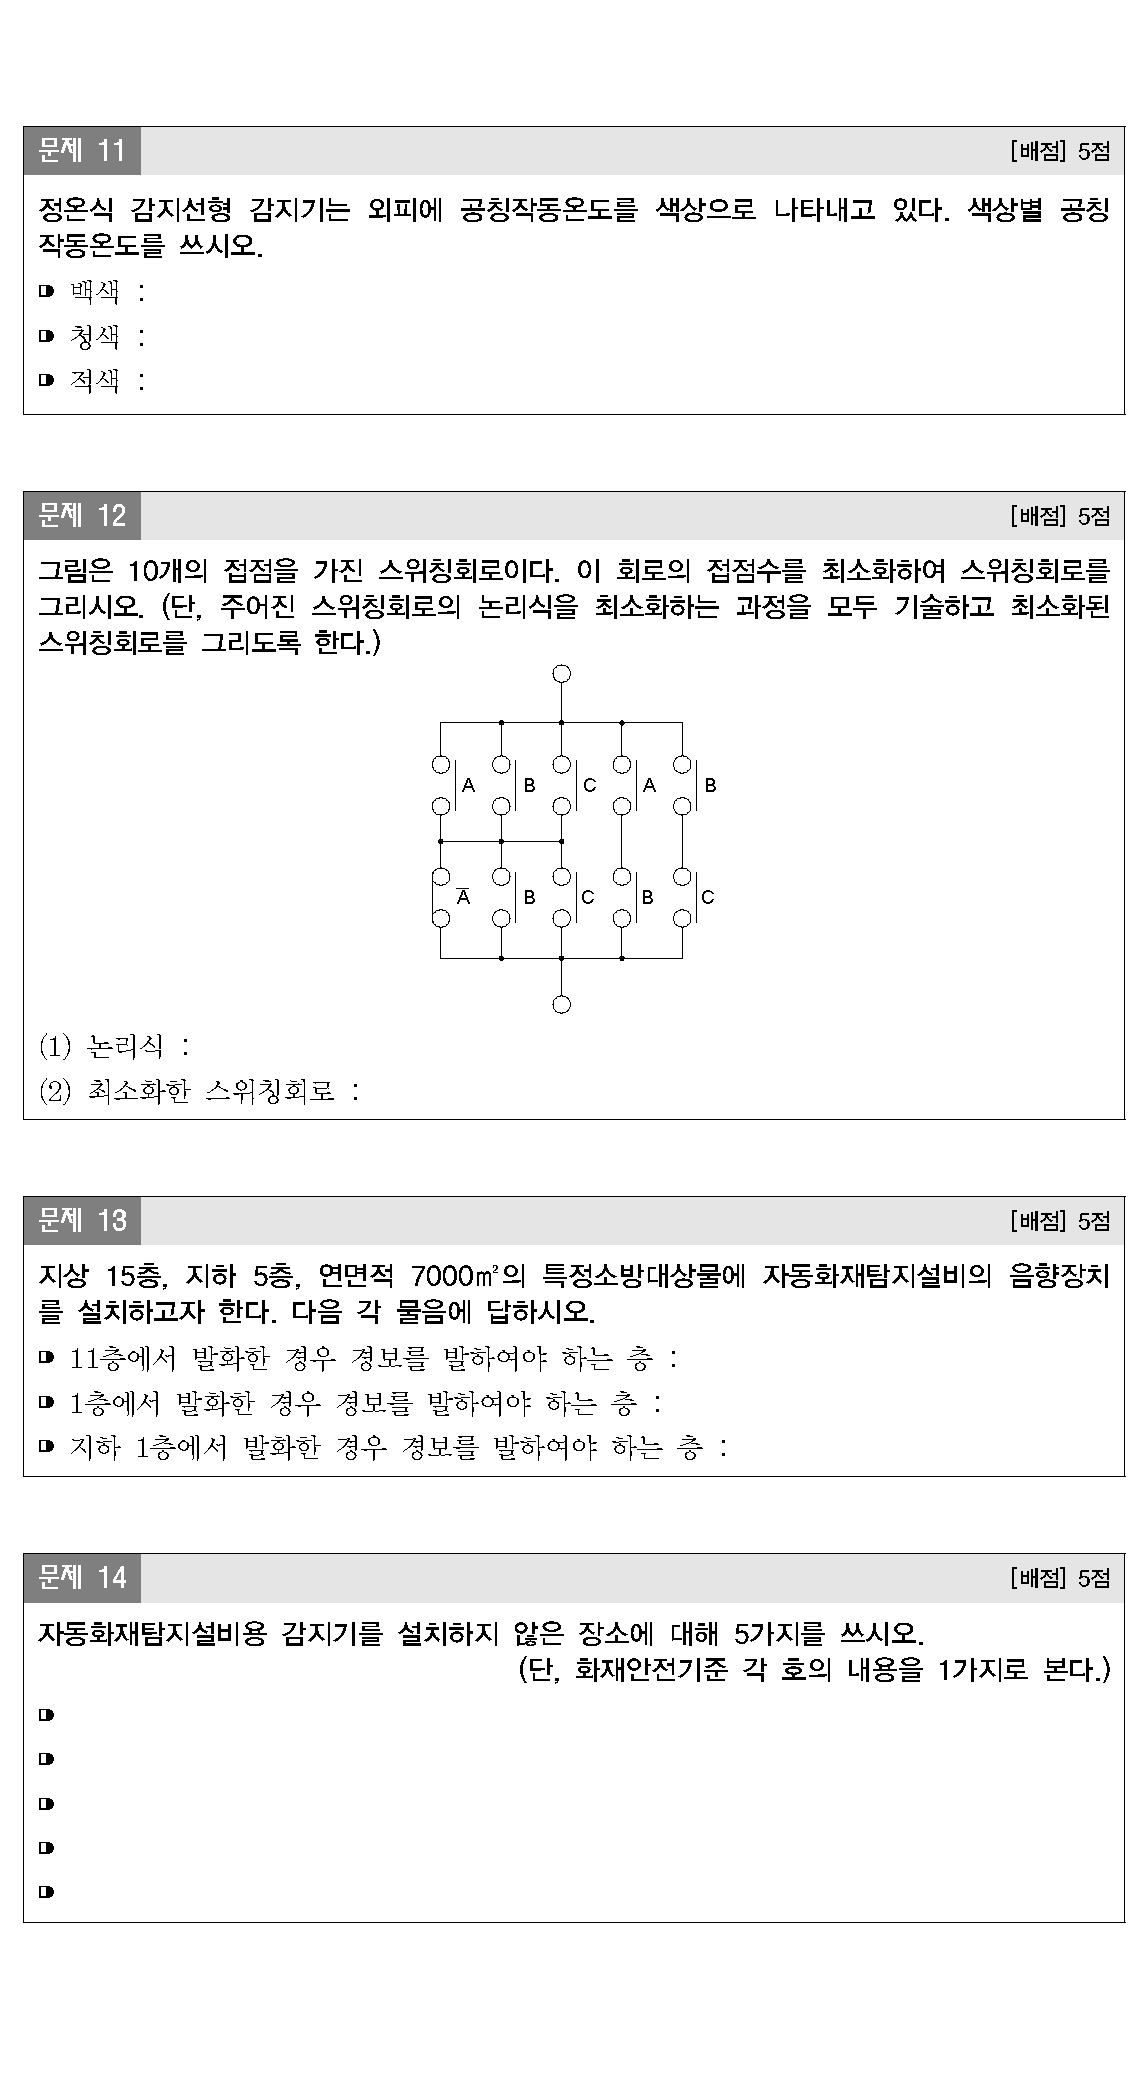 문제 11 [배점] 5점
정온식 감지선형 감지기는 외피에 공칭작동온도를 색상으로 나타내고 있다. 색상별 공칭
작동온도를 쓰시오.
백색 :
청색 :
적색 :
문제 12 [배점] 5점
그림은 10개의 접점을 가진 스위칭회로이다. 이 회로의 접점수를 최소화하여 스위칭회로를
그리시오. (단, 주어진 스위칭회로의 논리식을 최소화하는 과정을 모두 기술하고 최소화된
스위칭회로를 그리도록 한다.)
A B C A B
A̅ B C B C
(1) 논리식 :
(2) 최소화한 스위칭회로 :
문제 13 [배점] 5점
지상 15층, 지하 5층, 연면적 7000㎡의 특정소방대상물에 자동화재탐지설비의 음향장치
를 설치하고자 한다. 다음 각 물음에 답하시오.
11층에서 발화한 경우 경보를 발하여야 하는 층 :
1층에서 발화한 경우 경보를 발하여야 하는 층 :
지하 1층에서 발화한 경우 경보를 발하여야 하는 층 :
문제 14 [배점] 5점
자동화재탐지설비용 감지기를 설치하지 않은 장소에 대해 5가지를 쓰시오.
(단, 화재안전기준 각 호의 내용을 1가지로 본다.)